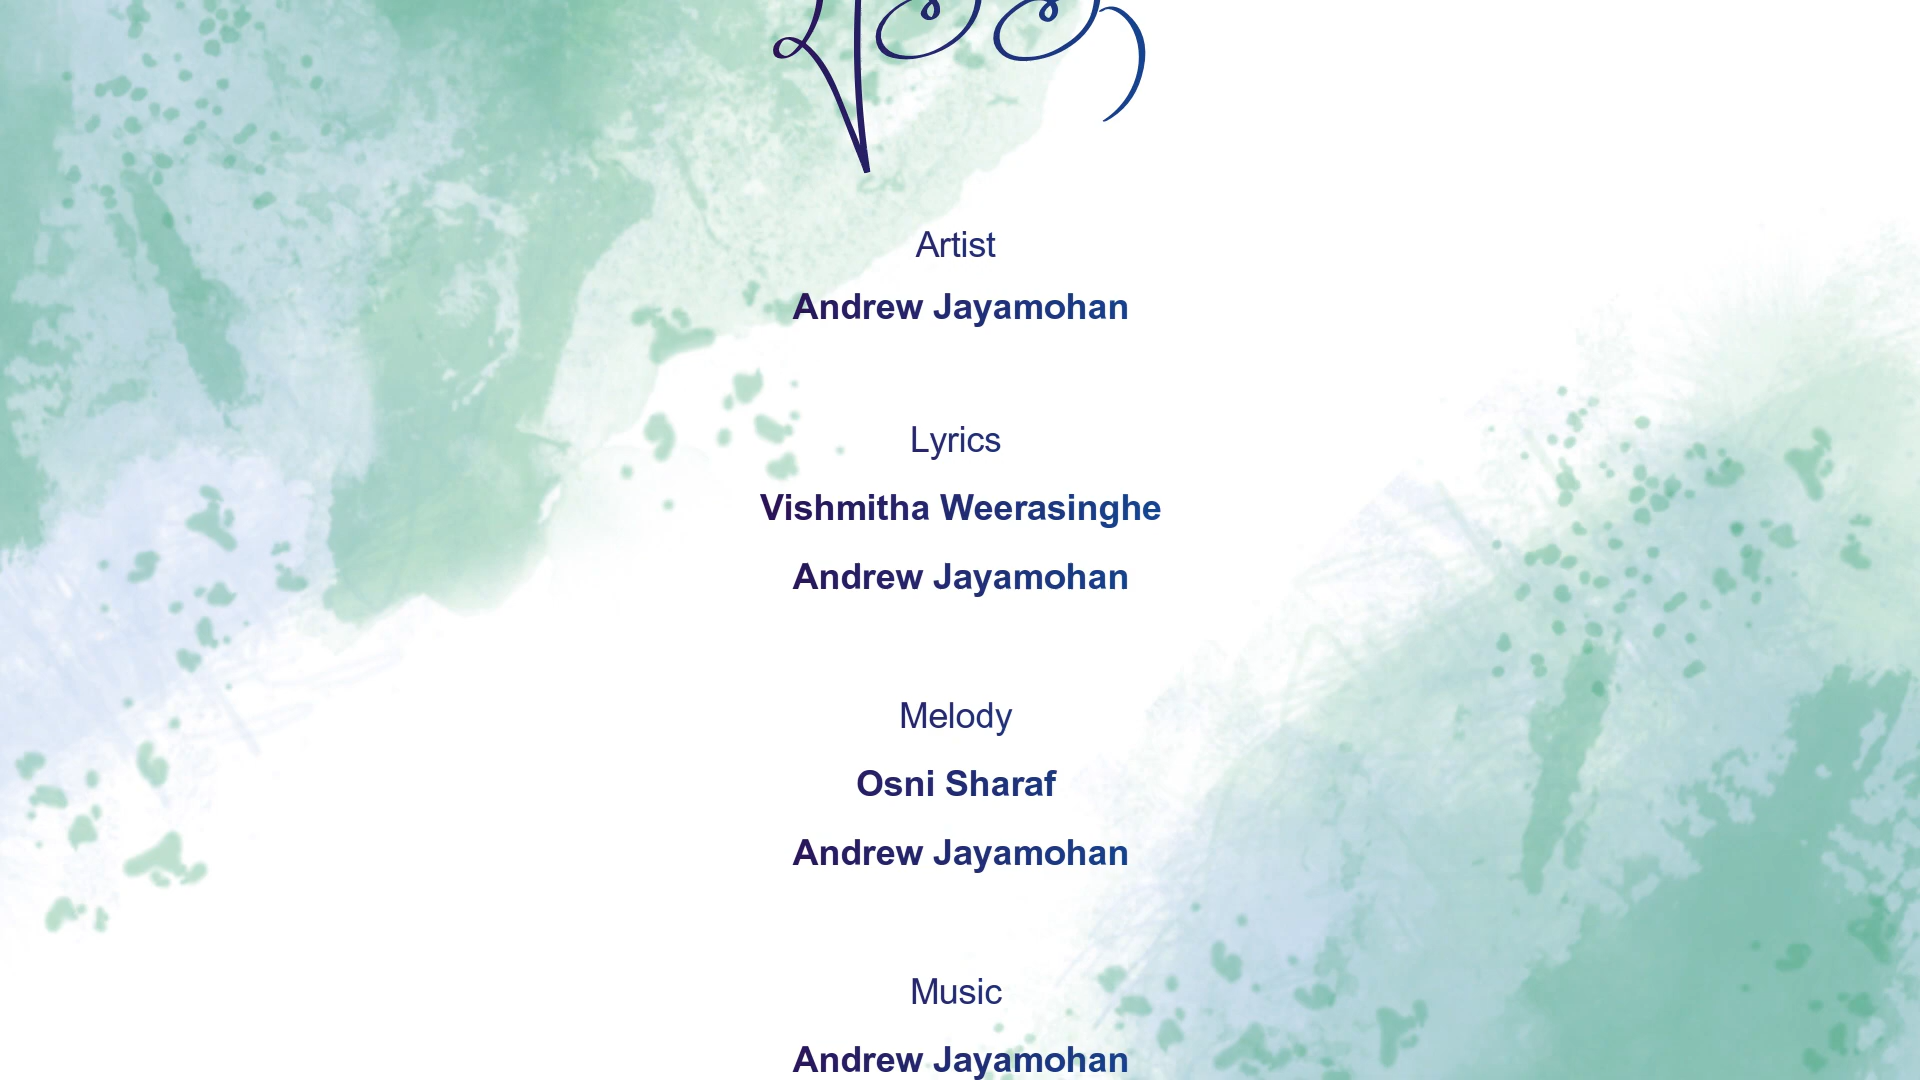 Artist
Andrew Jayamohan
Lyrics
Vishmitha Weerasinghe
Andrew Jayamohan
Melody
Osni Sharaf
Andrew Jayamohan
Music
Andrew Jayamohan